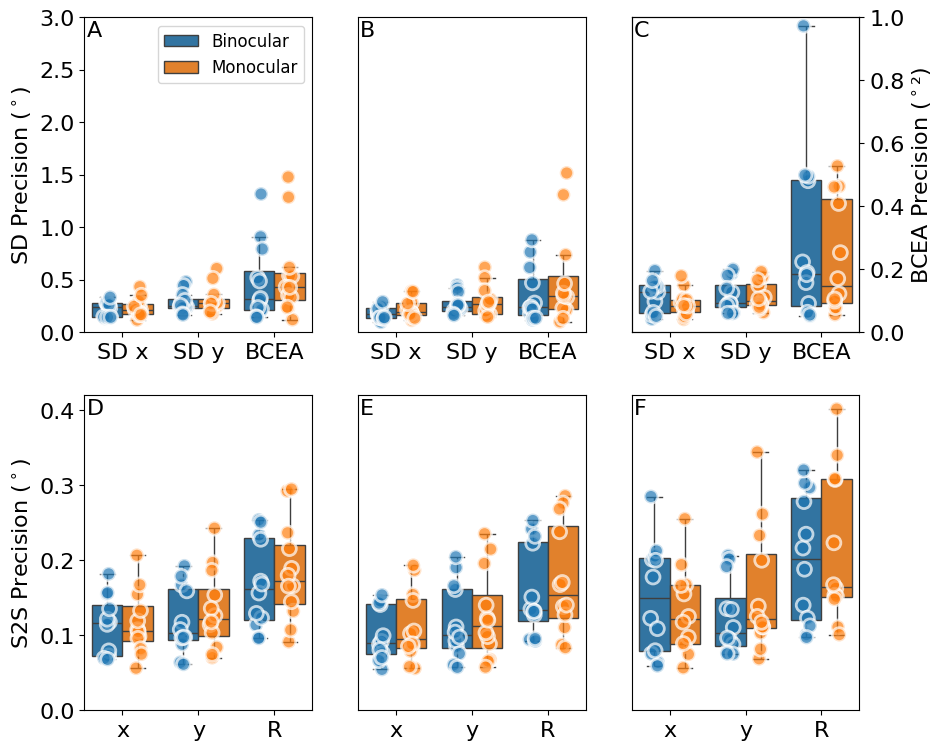 A
B
C
Binocular
Monocular
3.0
2.5
2.0
1.5
1.0
0.5
0.0
SD Precision (°)
1.0
0.8
0.6
0.4
0.2
0.0
BCEA Precision (°²)
SD x SD y BCEA
SD x SD y BCEA
SD x SD y BCEA
D
E
F
0.4
0.3
0.2
0.1
0.0
S2S Precision (°)
x y R
x y R
x y R